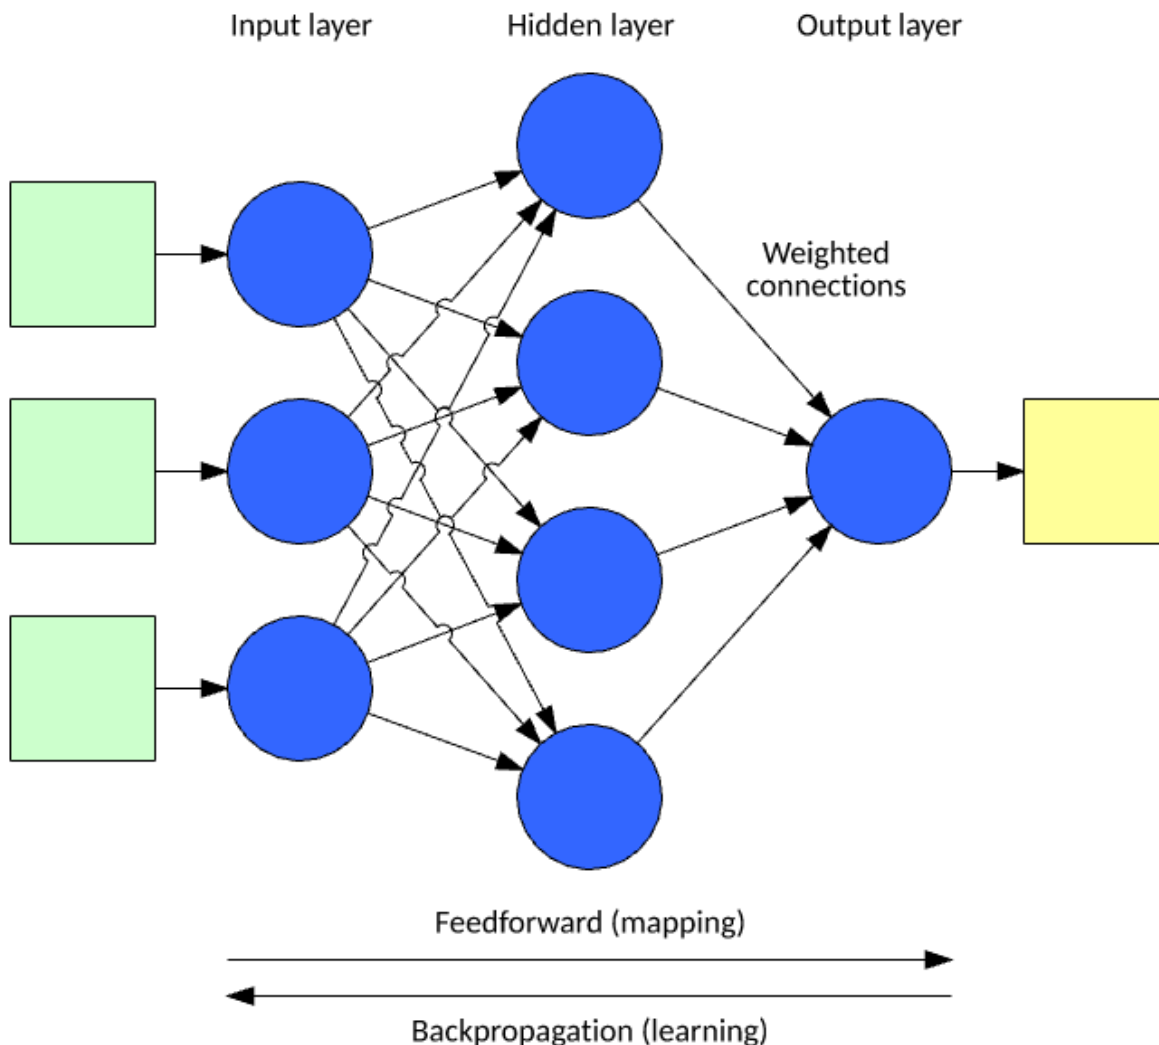 Input layer
Hidden layer
Output layer
Weighted
connections
Feedforward (mapping)
Backpropagation (learning)